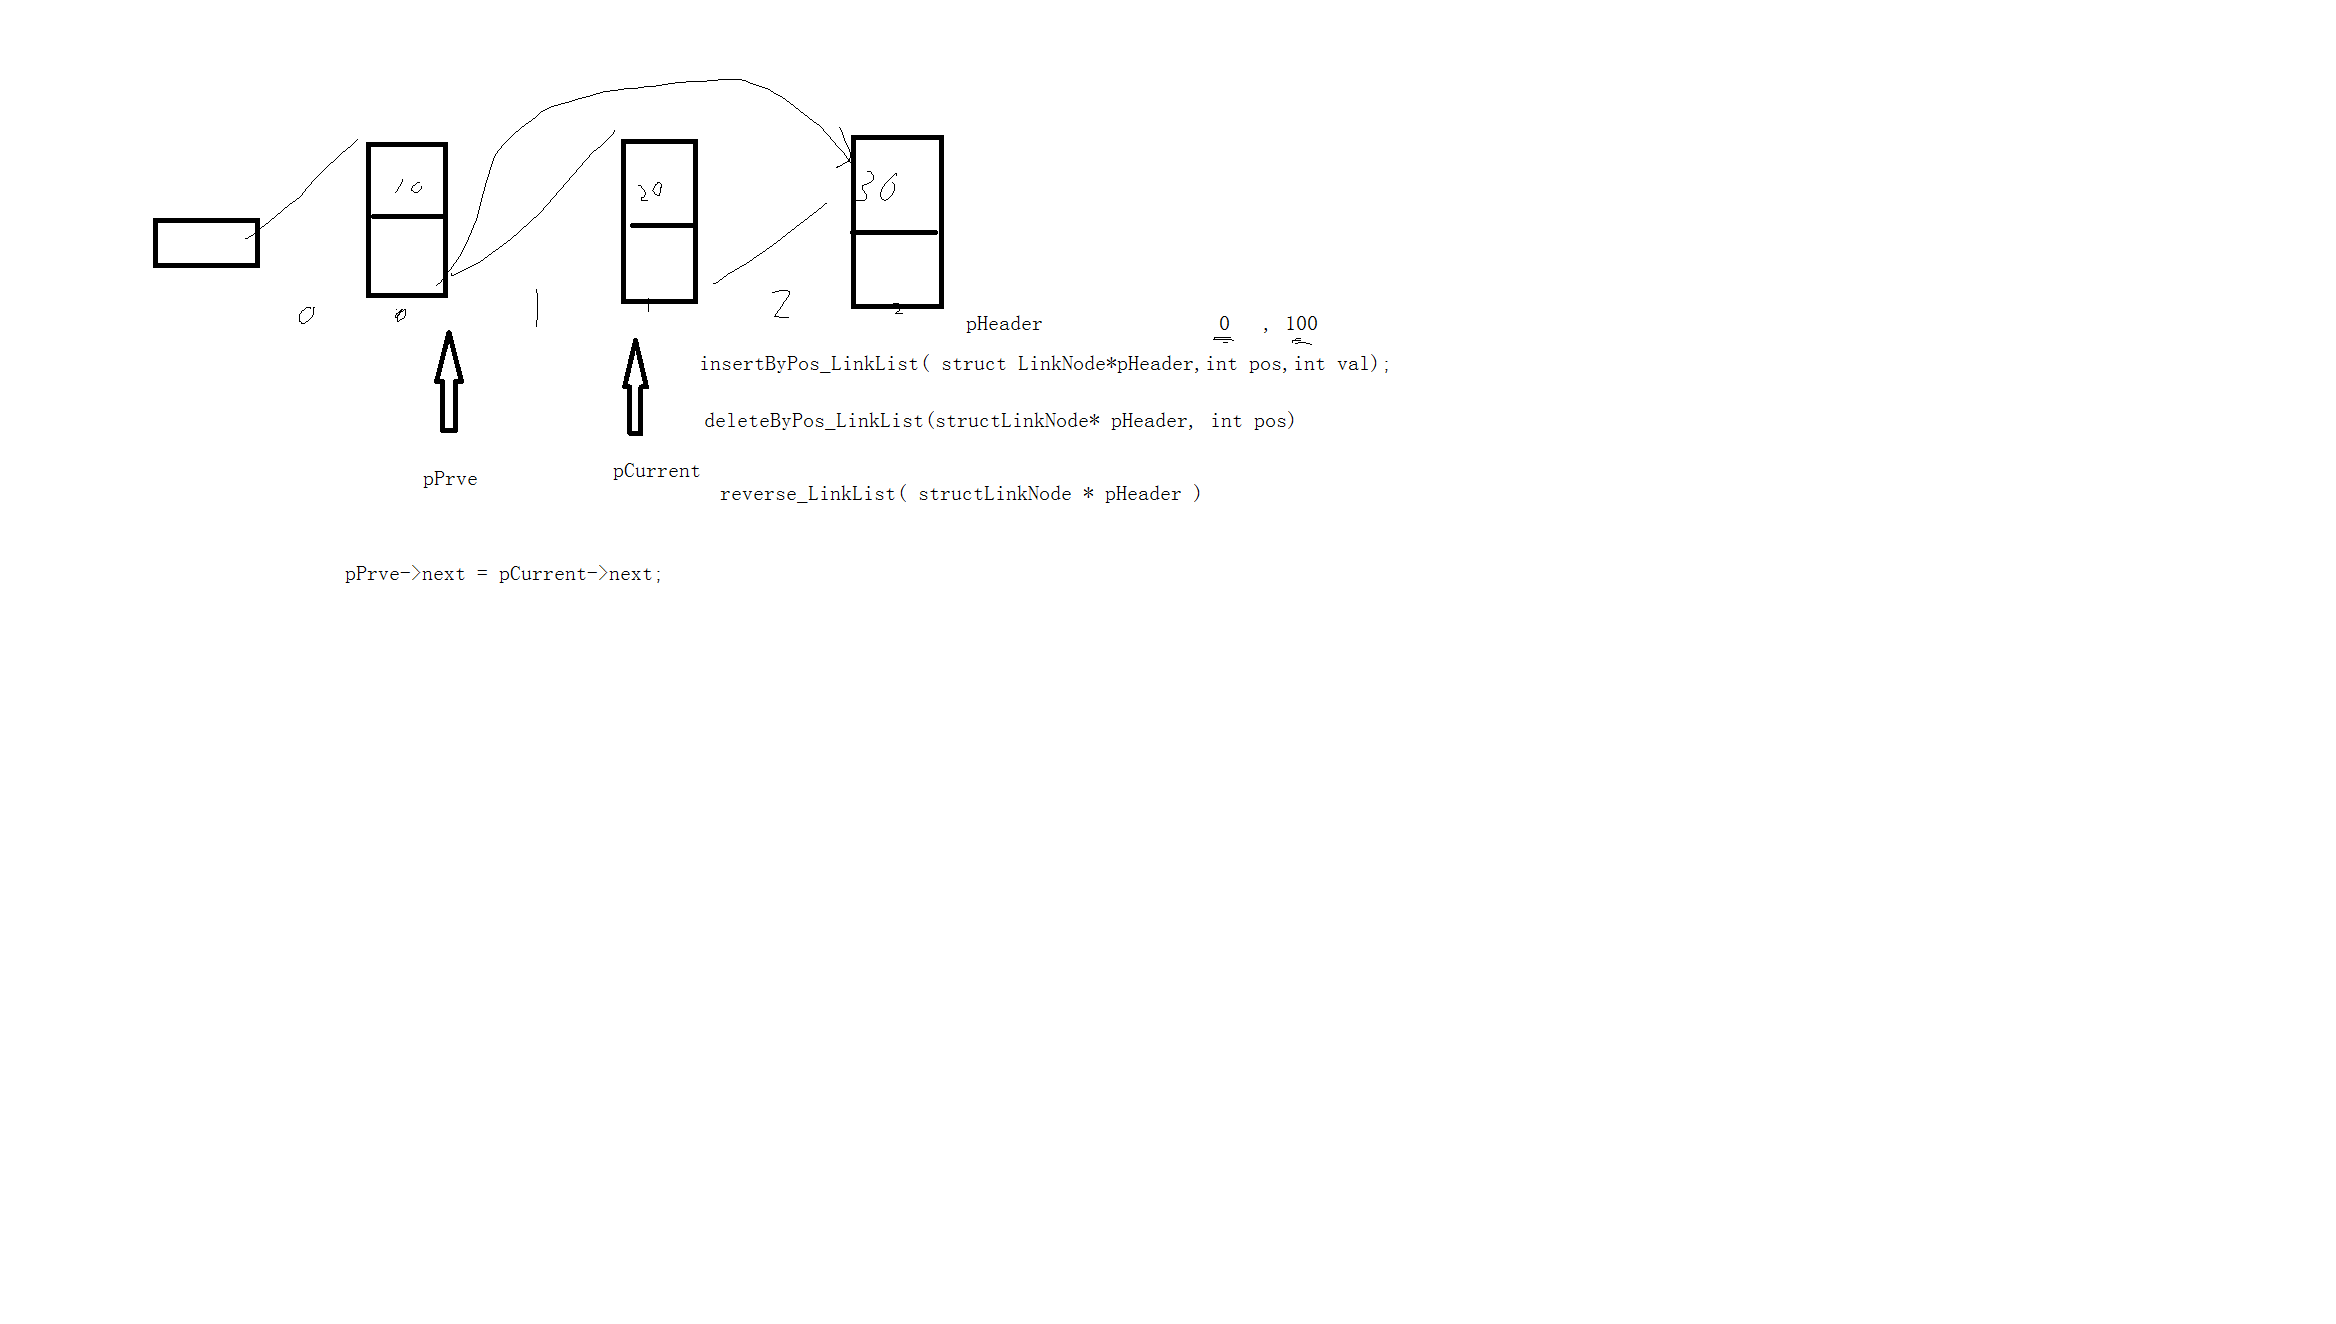 10 20 30
0 0 1 1 2 2
pHeader 0 , 100
insertByPos_LinkList( struct LinkNode*pHeader,int pos,int val);
deleteByPos_LinkList(structLinkNode* pHeader, int pos)
pPrve pCurrent
reverse_LinkList( structLinkNode * pHeader )
pPrve->next = pCurrent->next;